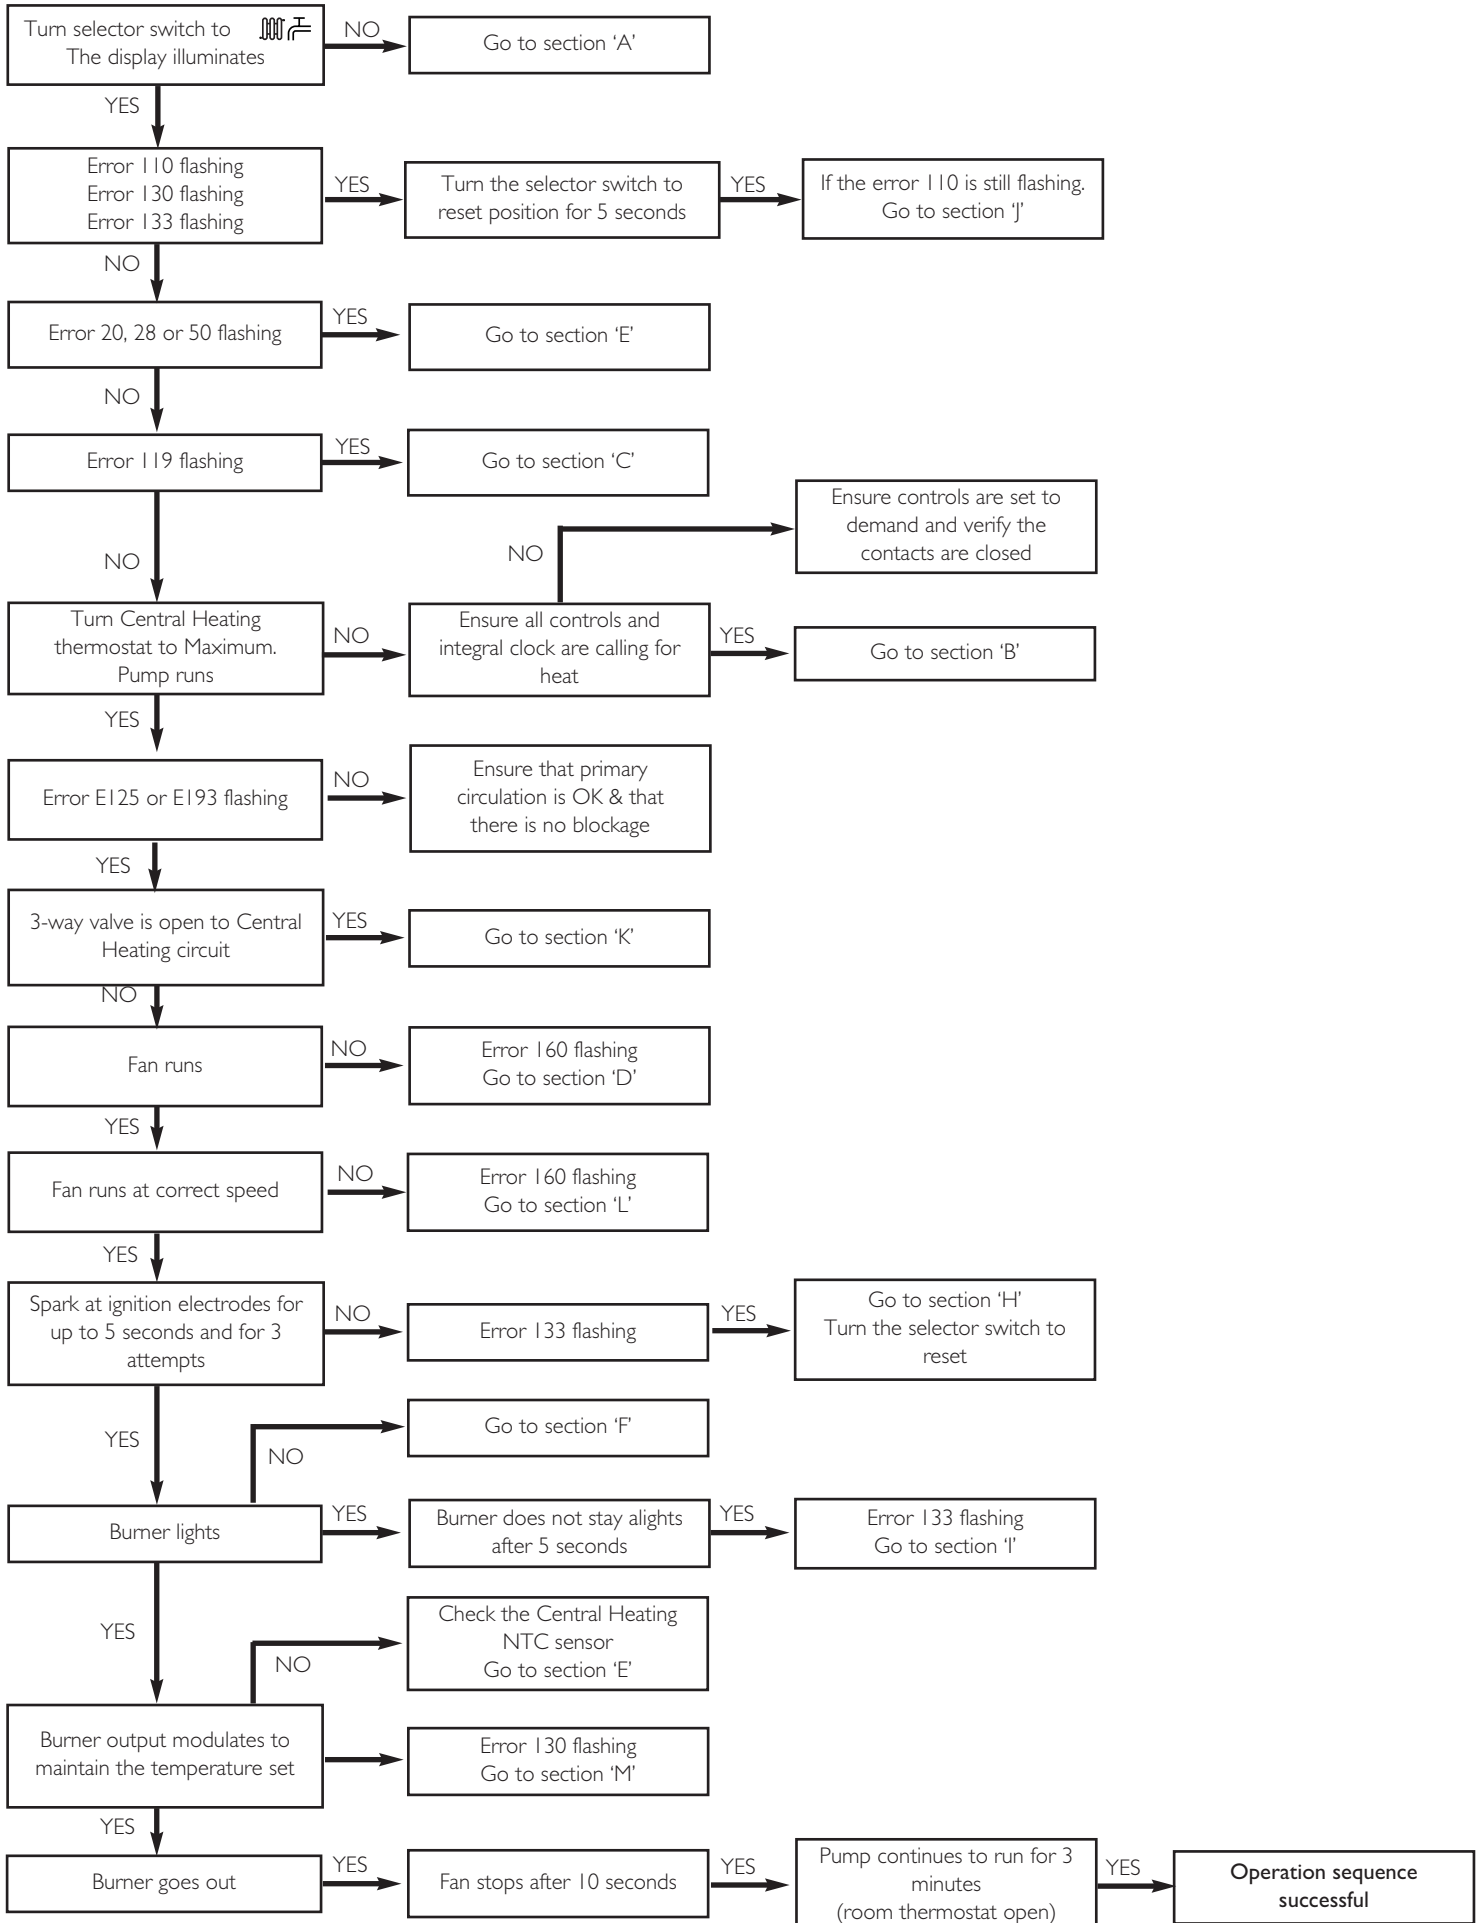 Turn selector switch to
The display illuminates
NO
Go to section ‘A’
YES
Error 110 flashing
Error 130 flashing
Error 133 flashing
YES
Turn the selector switch to
reset position for 5 seconds
YES
If the error 110 is still flashing.
Go to section ‘J’
NO
Error 20, 28 or 50 flashing
YES
Go to section ‘E’
NO
Error 119 flashing
YES
Go to section ‘C’
NO
Turn Central Heating
thermostat to Maximum.
Pump runs
NO
Ensure all controls and
integral clock are calling for
heat
NO
Ensure controls are set to
demand and verify the
contacts are closed
YES
Go to section ‘B’
YES
Error E125 or E193 flashing
NO
Ensure that primary
circulation is OK & that
there is no blockage
YES
3-way valve is open to Central
Heating circuit
YES
Go to section ‘K’
NO
Fan runs
NO
Error 160 flashing
Go to section ‘D’
YES
Fan runs at correct speed
NO
Error 160 flashing
Go to section ‘L’
YES
Spark at ignition electrodes for
up to 5 seconds and for 3
attempts
NO
Error 133 flashing
YES
Go to section ‘H’
Turn the selector switch to
reset
YES
NO
Go to section ‘F’
Burner lights
YES
Burner does not stay alights
after 5 seconds
YES
Error 133 flashing
Go to section ‘I’
YES
NO
Check the Central Heating
NTC sensor
Go to section ‘E’
Burner output modulates to
maintain the temperature set
Error 130 flashing
Go to section ‘M’
YES
Burner goes out
YES
Fan stops after 10 seconds
YES
Pump continues to run for 3
minutes
(room thermostat open)
YES
Operation sequence
successful